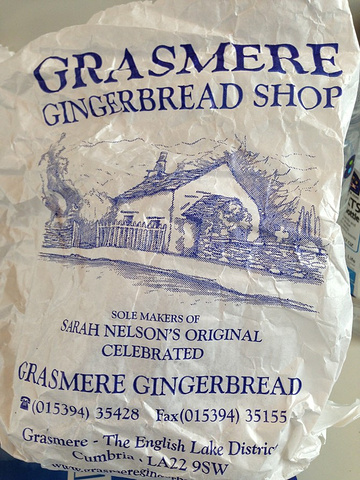 GRASMERE
GINGERBREAD SHOP
SOLE MAKERS OF
SARAH NELSON'S ORIGINAL
CELEBRATED
GRASMERE GINGERBREAD
☎(015394) 35428 Fax(015394) 35155
Grasmere - The English Lake District
Cumbria . LA22 9SW